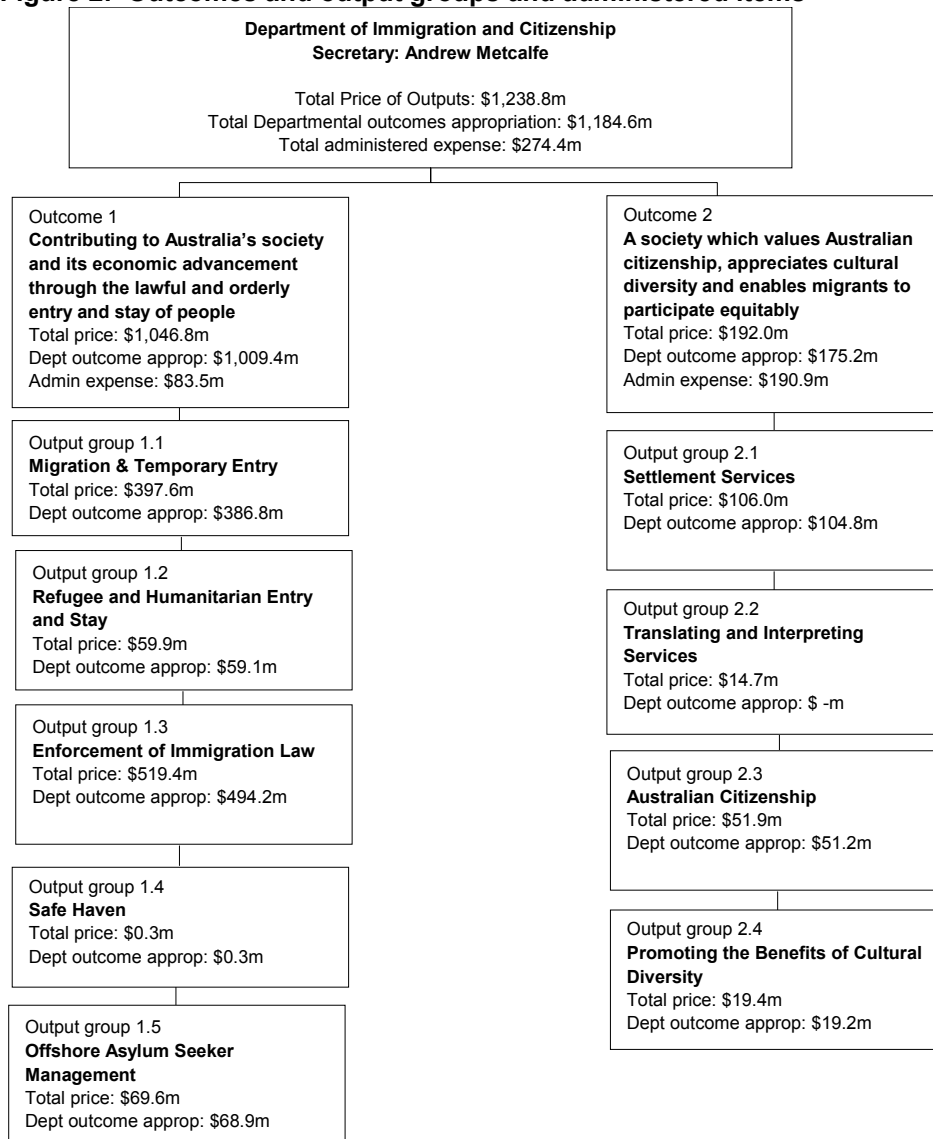 Figure 2: Outcomes and output groups and administered items
Department of Immigration and Citizenship
Secretary: Andrew Metcalfe
Total Price of Outputs: $1,238.8m
Total Departmental outcomes appropriation: $1,184.6m
Total administered expense: $274.4m
Outcome 1
Contributing to Australia's society
and its economic advancement
through the lawful and orderly
entry and stay of people
Total price: $1,046.8m
Dept outcome approp: $1,009.4m
Admin expense: $83.5m
Output group 1.1
Migration & Temporary Entry
Total price: $397.6m
Dept outcome approp: $386.8m
Output group 1.2
Refugee and Humanitarian Entry
and Stay
Total price: $59.9m
Dept outcome approp: $59.1m
Output group 1.3
Enforcement of Immigration Law
Total price: $519.4m
Dept outcome approp: $494.2m
Output group 1.4
Safe Haven
Total price: $0.3m
Dept outcome approp: $0.3m
Output group 1.5
Offshore Asylum Seeker
Management
Total price: $69.6m
Dept outcome approp: $68.9m
Outcome 2
A society which values Australian
citizenship, appreciates cultural
diversity and enables migrants to
participate equitably
Total price: $192.0m
Dept outcome approp: $175.2m
Admin expense: $190.9m
Output group 2.1
Settlement Services
Total price: $106.0m
Dept outcome approp: $104.8m
Output group 2.2
Translating and Interpreting
Services
Total price: $14.7m
Dept outcome approp: $ -m
Output group 2.3
Australian Citizenship
Total price: $51.9m
Dept outcome approp: $51.2m
Output group 2.4
Promoting the Benefits of Cultural
Diversity
Total price: $19.4m
Dept outcome approp: $19.2m